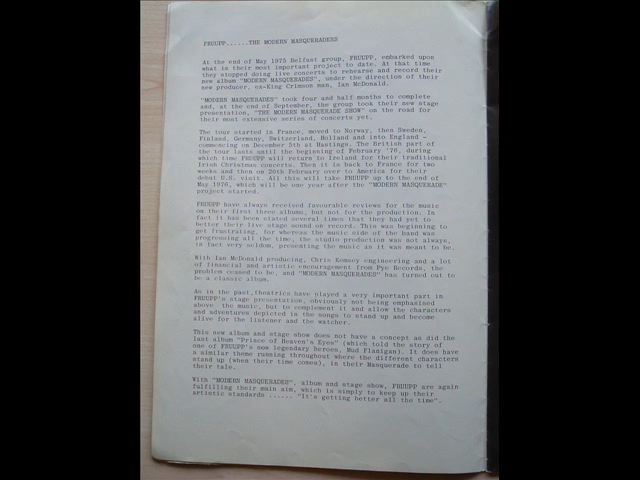 FRUUPP......THE MODERN MASQUERADERS
At the end of May 1975 Belfast group, FRUUPP, embarked upon
what is their most important project to date. At that time
they stopped doing live concerts to rehearse and record their
new album "MODERN MASQUERADES", under the direction of their
new producer, ex-King Crimson man, Ian McDonald.
"MODERN MASQUERADES" took four and half months to complete
and, at the end of September, the group took their new stage
presentation, "THE MODERN MASQUERADE SHOW" on the road for
their most extensive series of concerts yet.
The tour started in France, moved to Norway, then Sweden,
Finland, Germany, Switzerland, Holland and into England -
commencing on December 5th at Hastings. The British part of
the tour lasts until the beginning of February '76, during
which time FRUUPP will return to Ireland for their traditional
Irish Christmas concerts. Then it is back to France for two
weeks and then on 20th February over to America for their
debut U.S. visit. All this will take FRUUPP up to the end of
May 1976, which will be one year after the "MODERN MASQUERADE"
project started.
FRUUPP have always received favourable reviews for the music
on their first three albums, but not for the production. In
fact it has been stated several times that they had yet to
better their live stage sound on record. This was beginning to
get frustrating, for whereas the music side of the band was
progressing all the time, the studio production was not always,
in fact very seldom, presenting the music as it was meant to be.
With Ian McDonald producing, Chris Kemsey engineering and a lot
of financial and artistic encouragement from Pye Records, the
problem ceased to be, and "MODERN MASQUERADES" has turned out to
be a classic album.
As in the past, theatrics have played a very important part in
FRUUPP's stage presentation, obviously not being emphasised
above the music, but to complement it and allow the characters
and adventures depicted in the songs to stand up and become
alive for the listener and the watcher.
This new album and stage show does not have a concept as did the
last album "Prince of Heaven's Eyes" (which told the story of
one of FRUUPP's now legendary heroes, Mud Flanigan). It does have
a similar theme running throughout where the different characters
stand up (when their time comes), in their Masquerade to tell
their tale.
With "MODERN MASQUERADES", album and stage show, FRUUPP are again
fulfilling their main aim, which is simply to keep up their
artistic standards ...... "It's getting better all the time".